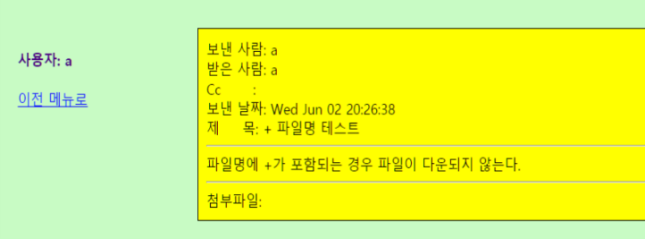 사용자: a
이전 메뉴로
보낸 사람: a
받은 사람: a
Cc :
보낸 날짜: Wed Jun 02 20:26:38
제 목: + 파일명 테스트
파일명에 +가 포함되는 경우 파일이 다운되지 않는다.
첨부파일: